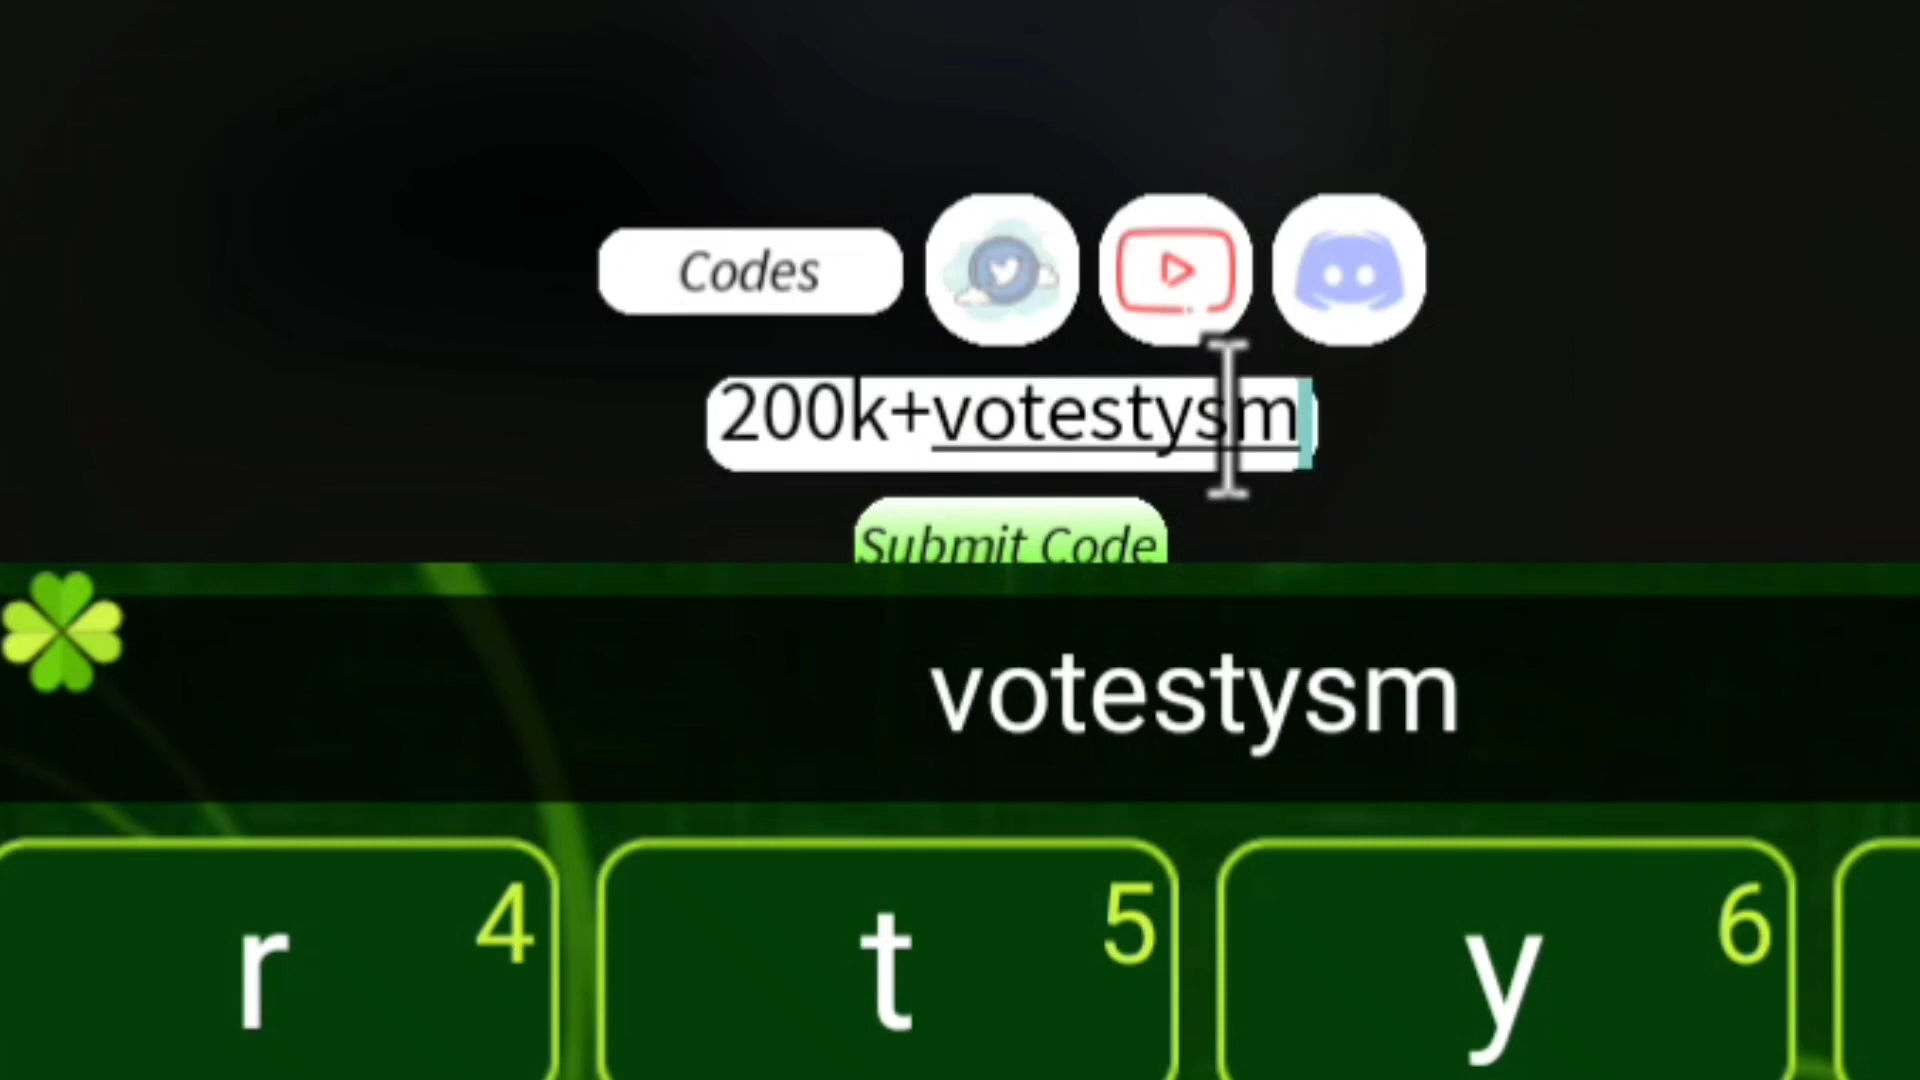 Codes
200k+votestysm
Submit Code
votestysm
r 4 t 5 y 6